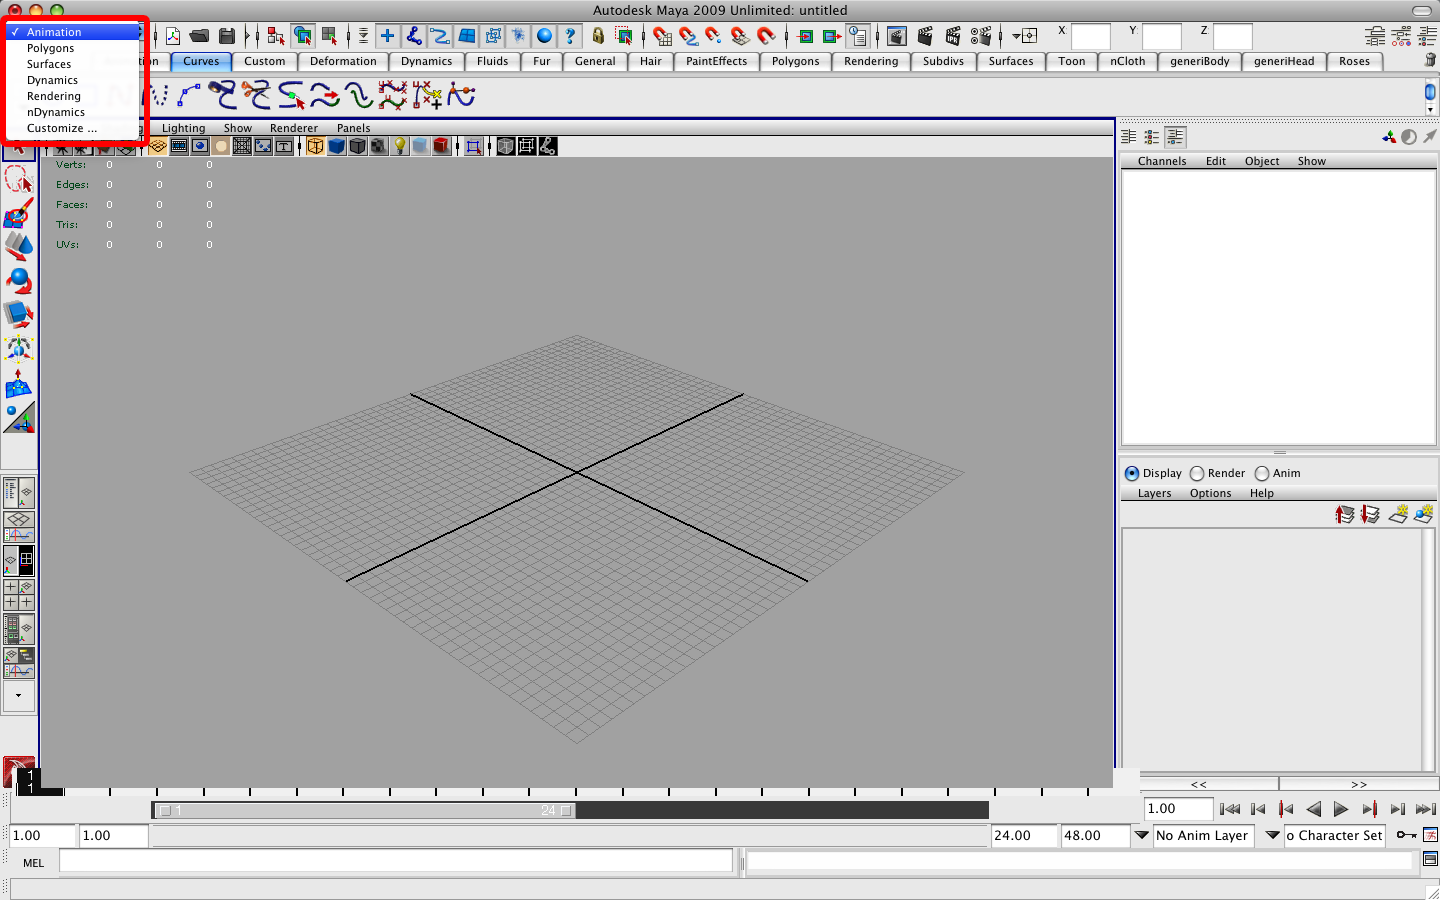 Autodesk Maya 2009 Unlimited: untitled
✓ Animation
Polygons
Surfaces
Dynamics
Rendering
nDynamics
Customize ...
X:
Y:
Z:
Curves Custom Deformation Dynamics Fluids Fur General Hair PaintEffects Polygons Rendering Subdivs Surfaces Toon nCloth generiBody generiHead Roses
Lighting Show Renderer Panels
Verts: 0 0 0
Edges: 0 0 0
Faces: 0 0 0
Tris: 0 0 0
UVs: 0 0 0
Channels Edit Object Show
Display Render Anim
Layers Options Help
<< >>
1
1
1 24
1.00
1.00 1.00
24.00 48.00 No Anim Layer o Character Set
MEL